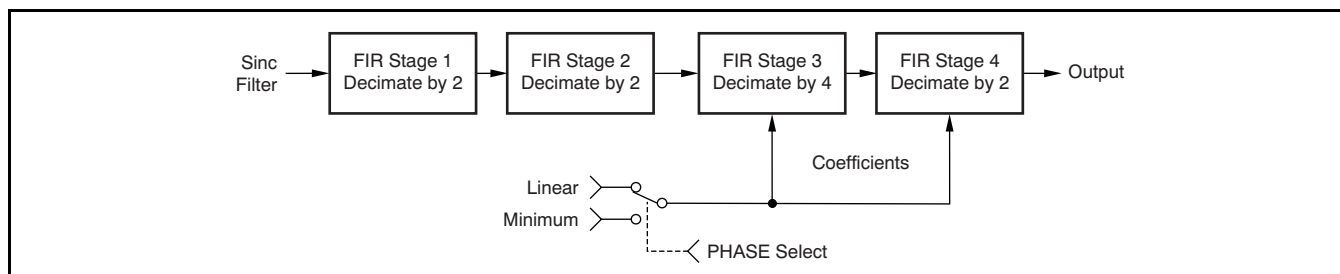 Sinc
Filter
FIR Stage 1
Decimate by 2
FIR Stage 2
Decimate by 2
FIR Stage 3
Decimate by 4
FIR Stage 4
Decimate by 2
Output
Coefficients
Linear
Minimum
PHASE Select